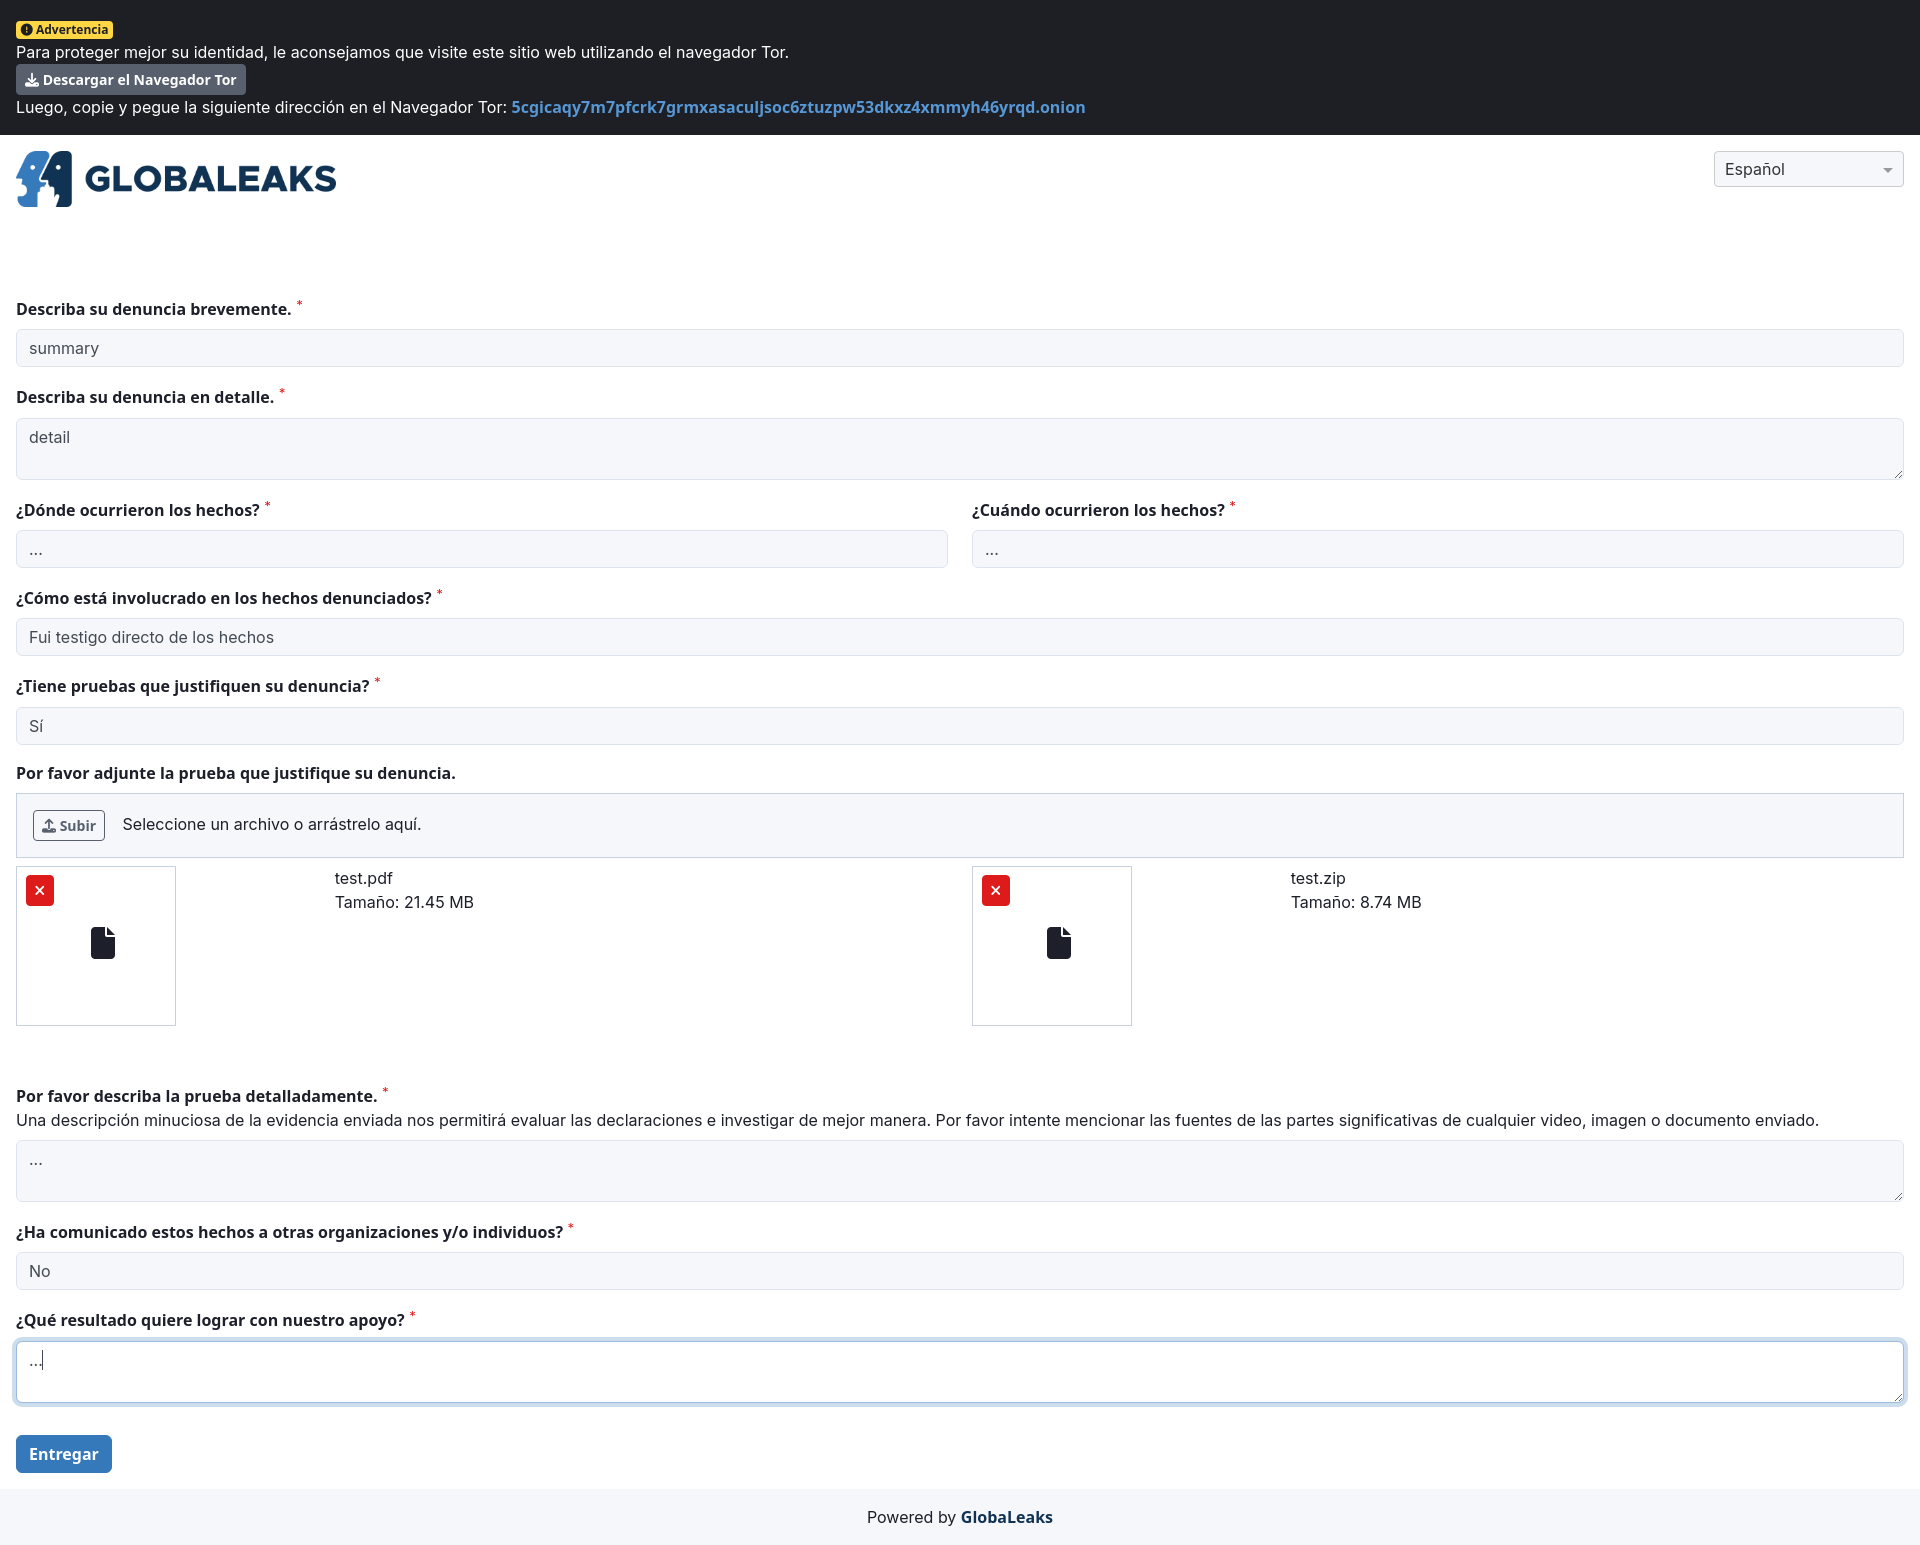 Advertencia
Para proteger mejor su identidad, le aconsejamos que visite este sitio web utilizando el navegador Tor.
Descargar el Navegador Tor
Luego, copie y pegue la siguiente dirección en el Navegador Tor: 5cgicaqy7m7pfcrk7grmxasaculjsoc6ztuzpw53dkxz4xmmyh46yrqd.onion
GLOBALEAKS
Español
Describa su denuncia brevemente. *
summary
Describa su denuncia en detalle. *
detail
¿Dónde ocurrieron los hechos? *
...
¿Cuándo ocurrieron los hechos? *
...
¿Cómo está involucrado en los hechos denunciados? *
Fui testigo directo de los hechos
¿Tiene pruebas que justifiquen su denuncia? *
Sí
Por favor adjunte la prueba que justifique su denuncia.
Subir
Seleccione un archivo o arrástrelo aquí.
test.pdf
Tamaño: 21.45 MB
test.zip
Tamaño: 8.74 MB
Por favor describa la prueba detalladamente. *
Una descripción minuciosa de la evidencia enviada nos permitirá evaluar las declaraciones e investigar de mejor manera. Por favor intente mencionar las fuentes de las partes significativas de cualquier video, imagen o documento enviado.
...
¿Ha comunicado estos hechos a otras organizaciones y/o individuos? *
No
¿Qué resultado quiere lograr con nuestro apoyo? *
...
Entregar
Powered by GlobaLeaks